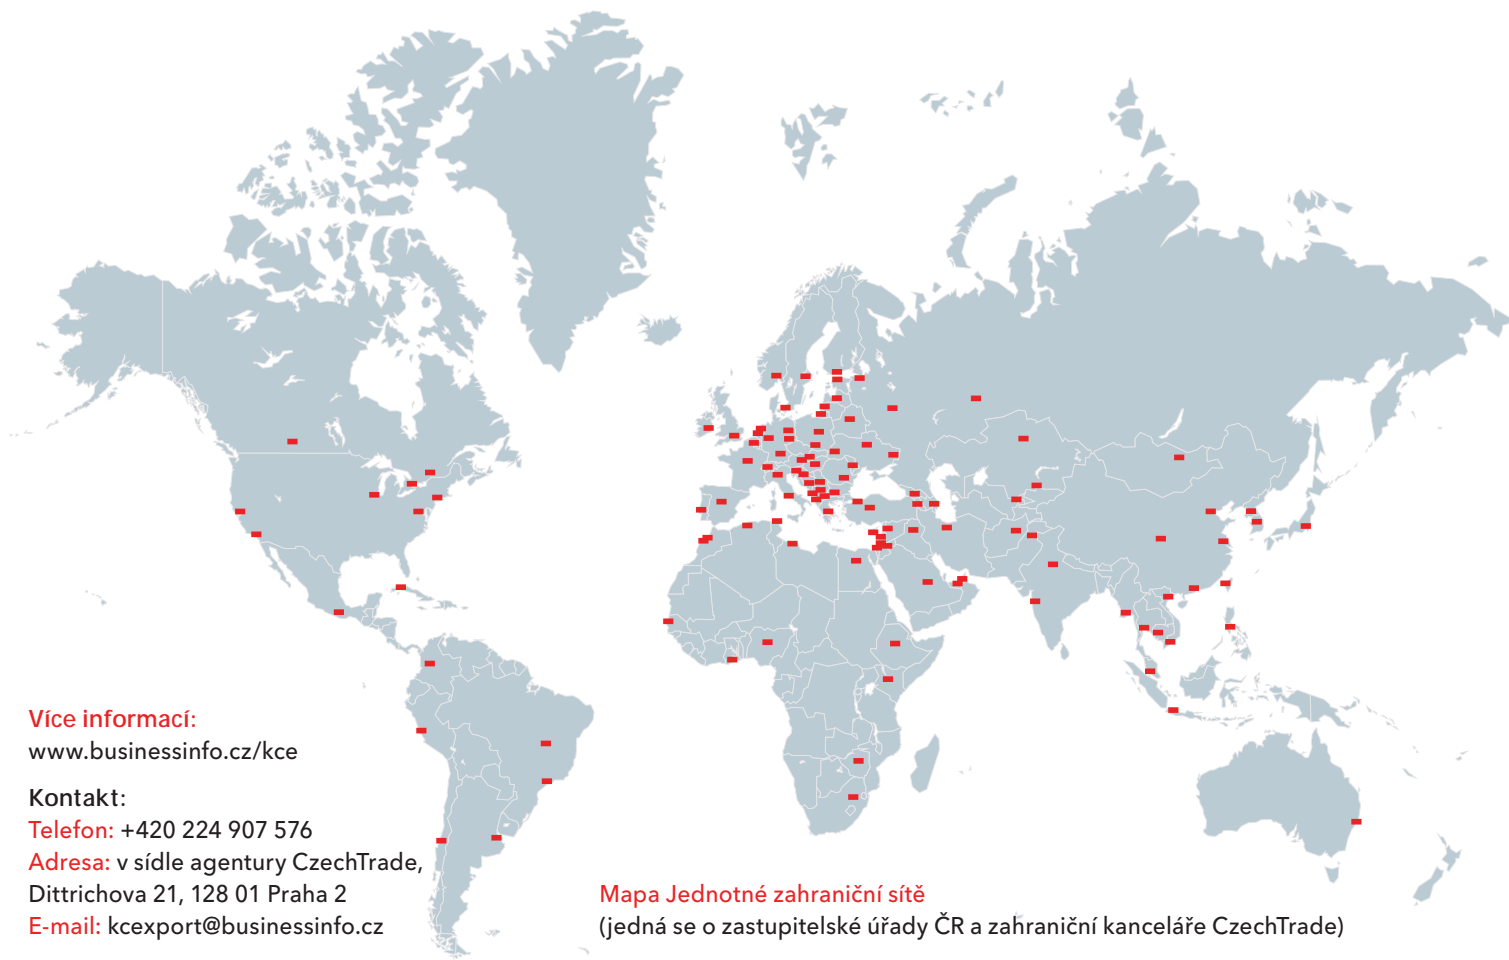 Více informací:
www.businessinfo.cz/kce
Kontakt:
Telefon: +420 224 907 576
Adresa: v sídle agentury CzechTrade,
Dittrichova 21, 128 01 Praha 2
E-mail: kcexport@businessinfo.cz
Mapa Jednotné zahraniční sítě
(jedná se o zastupitelské úřady ČR a zahraniční kanceláře CzechTrade)